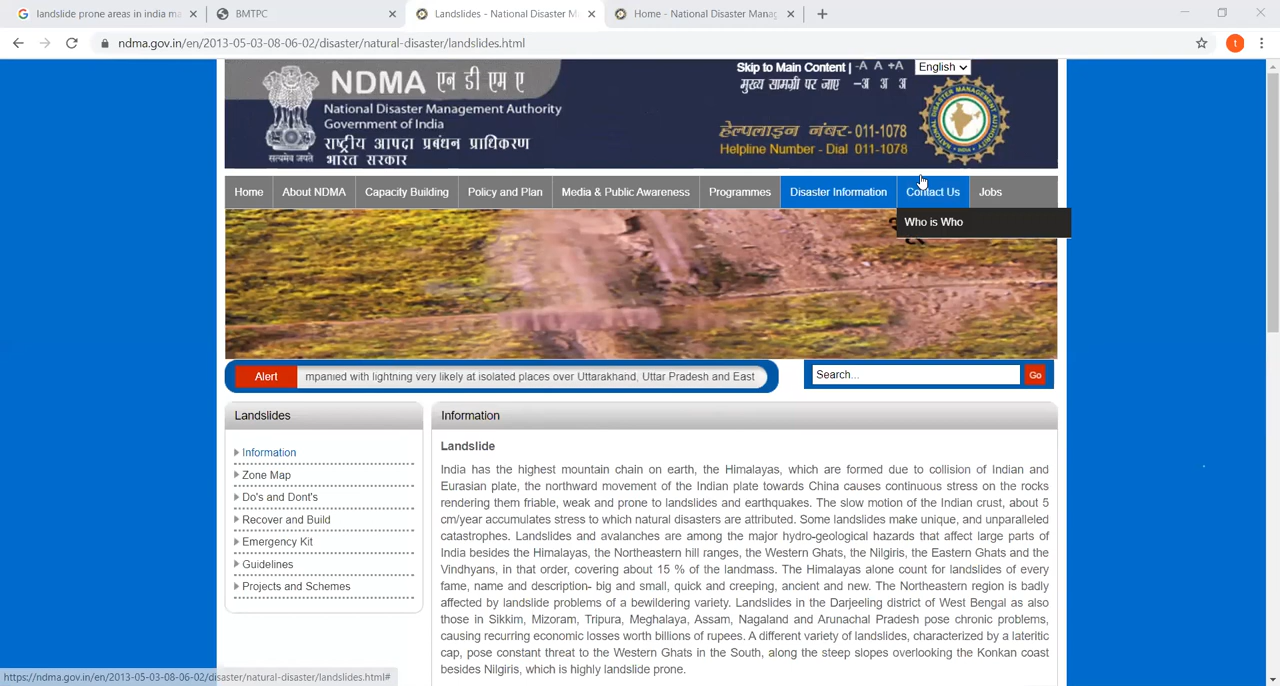 landslide prone areas in india ma
BMTPC
Landslides - National Disaster M
Home - National Disaster Manag
ndma.gov.in/en/2013-05-03-08-06-02/disaster/natural-disaster/landslides.html
t
Skip to Main Content | -A A +A
English
मुख्य सामग्री पर जाए -अ अ अ
NDMA एन डी एम ए
National Disaster Management Authority
Government of India
राष्ट्रीय आपदा प्रबंधन प्राधिकरण
भारत सरकार
सत्यमेव जयते
हेल्पलाइन नंबर- 011-1078
Helpline Number - Dial 011-1078
Home About NDMA Capacity Building Policy and Plan Media & Public Awareness Programmes Disaster Information Contact Us Jobs
Who is Who
Alert
mpanied with lightning very likely at isolated places over Uttarakhand, Uttar Pradesh and East
Search...
Go
Landslides
Information
Zone Map
Do's and Dont's
Recover and Build
Emergency Kit
Guidelines
Projects and Schemes
Information
Landslide
India has the highest mountain chain on earth, the Himalayas, which are formed due to collision of Indian and
Eurasian plate, the northward movement of the Indian plate towards China causes continuous stress on the rocks
rendering them friable, weak and prone to landslides and earthquakes. The slow motion of the Indian crust, about 5
cm/year accumulates stress to which natural disasters are attributed. Some landslides make unique, and unparalleled
catastrophes. Landslides and avalanches are among the major hydro-geological hazards that affect large parts of
India besides the Himalayas, the Northeastern hill ranges, the Western Ghats, the Nilgiris, the Eastern Ghats and the
Vindhyans, in that order, covering about 15 % of the landmass. The Himalayas alone count for landslides of every
fame, name and description- big and small, quick and creeping, ancient and new. The Northeastern region is badly
affected by landslide problems of a bewildering variety. Landslides in the Darjeeling district of West Bengal as also
those in Sikkim, Mizoram, Tripura, Meghalaya, Assam, Nagaland and Arunachal Pradesh pose chronic problems,
causing recurring economic losses worth billions of rupees. A different variety of landslides, characterized by a lateritic
cap, pose constant threat to the Western Ghats in the South, along the steep slopes overlooking the Konkan coast
besides Nilgiris, which is highly landslide prone.
https://ndma.gov.in/en/2013-05-03-08-06-02/disaster/natural-disaster/landslides.html#